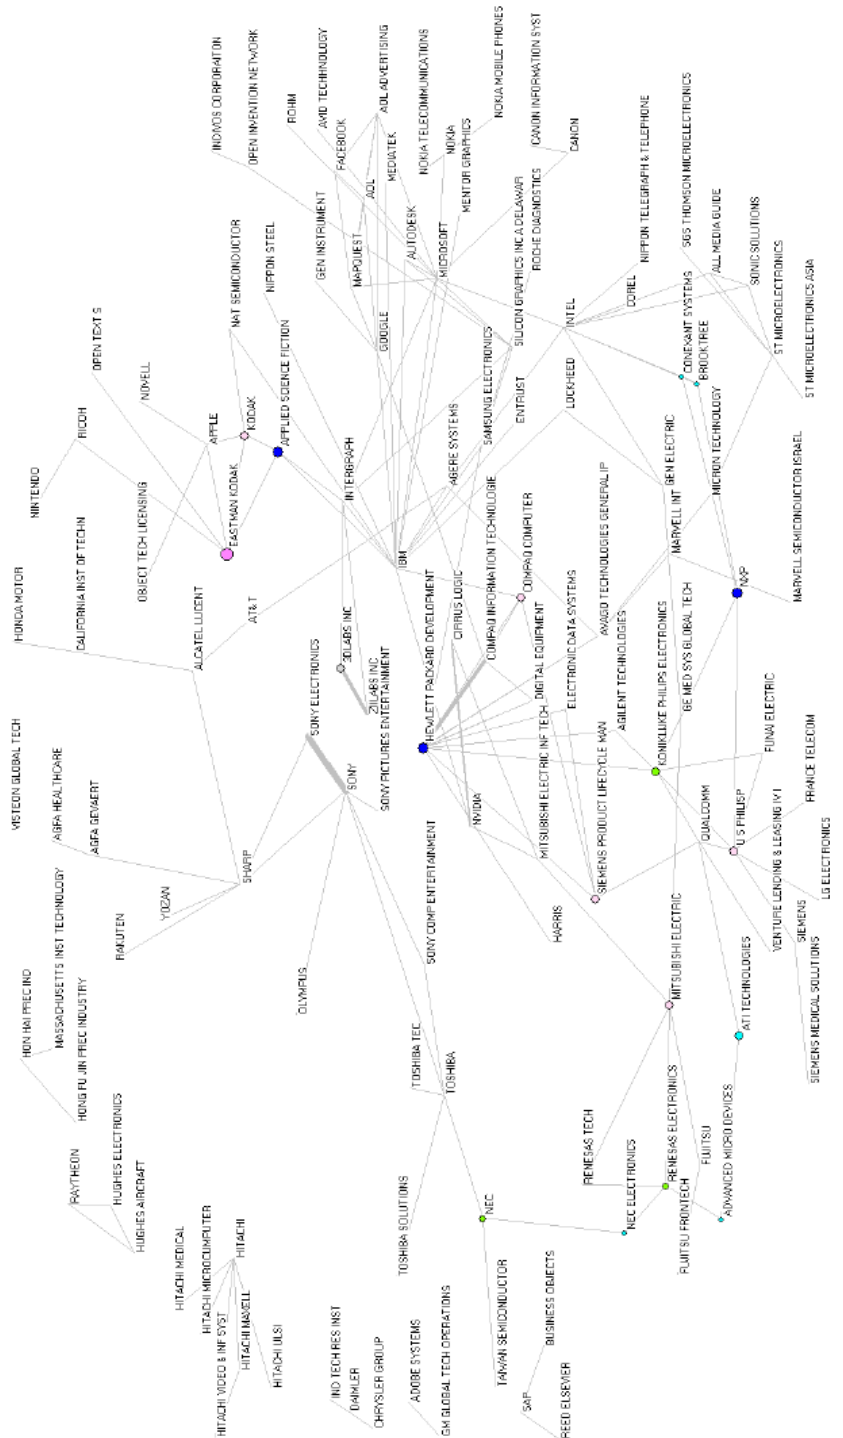 INDMOS CORPORAITON
OPEN INVENTION NETWORK
ROHM
AMD TECHHNOLOGY
FACEBOOK
AOL ADVERTISING
MEDIATEK
NOKIA TELECOMMUNICATIONS
NOKIA
NOKIA MOBILE PHONES
CANON INFORMATION SYST
CANON
MENTOR GRAPHICS
NIPPON TELEGRAPH & TELEPHONE
SGS THOMSON MICROELECTRONICS
ALL MEDIA GUIDE
SONIC SOLUTIONS
ST MICROELECTRONICS
ST MICROELECTRONICS ASIA
NAT SEMICONDUCTOR
NIPPON STEEL
GEN INSTRUMENT
MAPQUEST
AOL
AUTODESK
MICROSOFT
GOOGLE
SILICON GRAPHICS INC A DELAWAR
ROCHE DIAGNOSTICS
INTEL
COREL
CONEXANT SYSTEMS
BROOKTREE
OPEN TEXT S
NOVELL
RICOH
NINTENDO
APPLE
KODAK
APPLIED SCIENCE FICTION
EASTMAN KODAK
OBJECT TECH LICENSING
INTERGRAPH
AGERE SYSTEMS
SAMSUNG ELECTRONICS
ENTRUST
LOCKHEED
GEN ELECTRIC
MICRON TECHNOLOGY
HONDA MOTOR
CALIFORNIA INST OF TECHN
ALCATEL LUCENT
AT&T
IBM
3DLABS INC
ZIILABS INC
SONY ELECTRONICS
SONY
SONY PICTURES ENTERTAINMENT
HEWLETT PACKARD DEVELOPMENT
CIRRUS LOGIC
COMPAQ INFORMATION TECHNOLOGIE
COMPAQ COMPUTER
DIGITAL EQUIPMENT
ELECTRONIC DATA SYSTEMS
AVAGO TECHNOLOGIES GENERAL IP
AGILENT TECHNOLOGIES
MARVELL INT
NXP
MARVELL SEMICONDUCTOR ISRAEL
KONIKLIJKE PHILIPS ELECTRONICS
GE MED SYS GLOBAL TECH
FUNAI ELECTRIC
FRANCE TELECOM
VISTEON GLOBAL TECH
AGFA HEALTHCARE
AGFA GEVAERT
SHARP
YOZAN
RAKUTEN
NVIDIA
MITSUBISHI ELECTRIC INF TECH
SIEMENS PRODUCT LIFECYCLE MAN
QUALCOMM
U S PHILISP
VENTURE LENDING & LEASING IV I
LG ELECTRONICS
HARRIS
SONY COMP ENTERTAINMENT
OLYMPUS
MITSUBISHI ELECTRIC
ATI TECHNOLOGIES
SIEMENS
SIEMENS MEDICAL SOLUTIONS
HON HAI PREC IND
MASSACHUSETTS INST TECHNOLOGY
HONG FU JIN PREC INDUSTRY
TOSHIBA TEC
TOSHIBA
TOSHIBA SOLUTIONS
RAYTHEON
HUGHES ELECTRONICS
HUGHES AIRCRAFT
RENESAS TECH
RENESAS ELECTRONICS
FUJITSU
ADVANCED MICRO DEVICES
NEC
NEC ELECTRONICS
FUJITSU FRONTECH
HITACHI MEDICAL
HITACHI MICROCUMPUTER
HITACHI
HITACHI VIDEO & INF SYST
HITACHI MAXELL
HITACHI ULSI
IND TECH RES INST
DAIMLER
CHRYSLER GROUP
ADOBE SYSTEMS
GM GLOBAL TECH OPERATIONS
TAIWAN SEMICONDUCTOR
BUSINESS OBJECTS
SAP
REED ELSEVIER